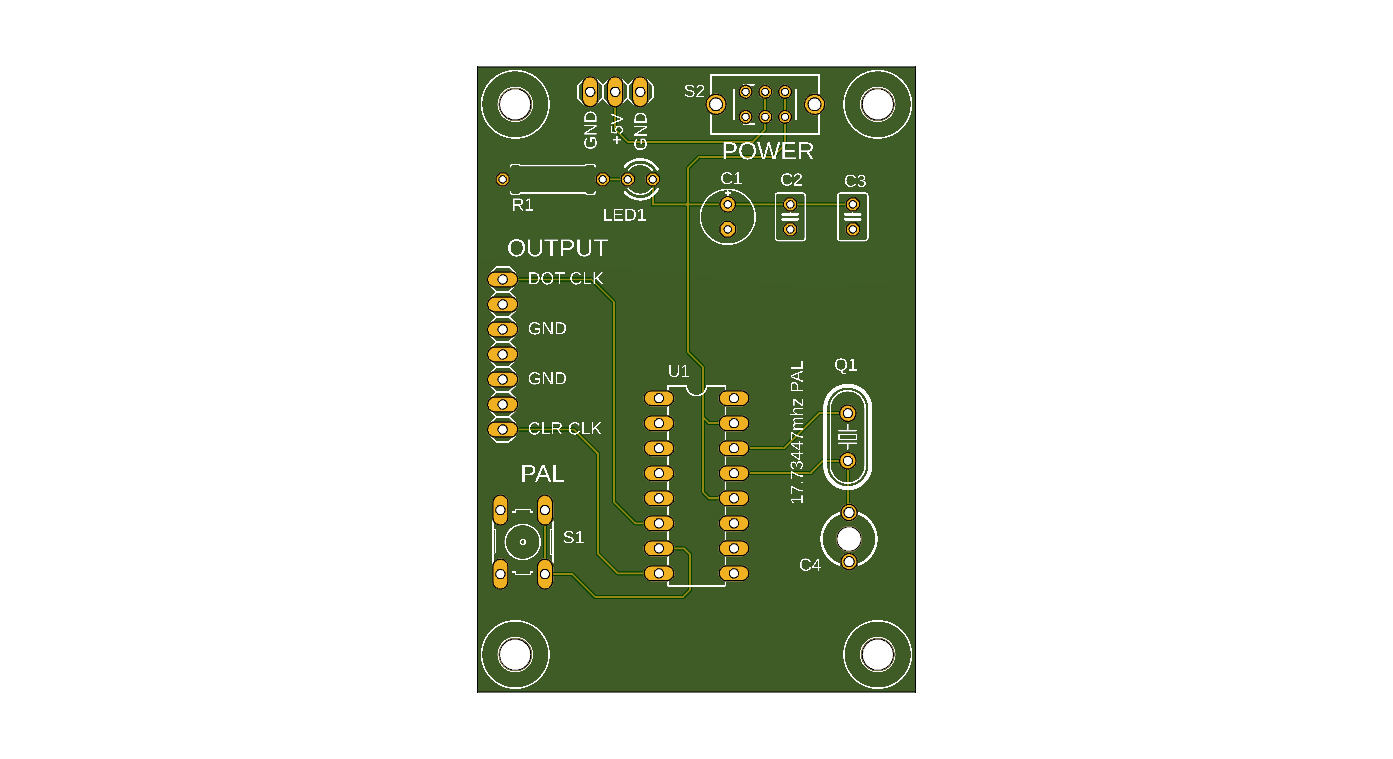 S2
GND
+5V
GND
POWER
R1
LED1
C1
C2
C3
OUTPUT
DOT CLK
GND
GND
CLR CLK
U1
17.73447mhz PAL
Q1
PAL
S1
C4